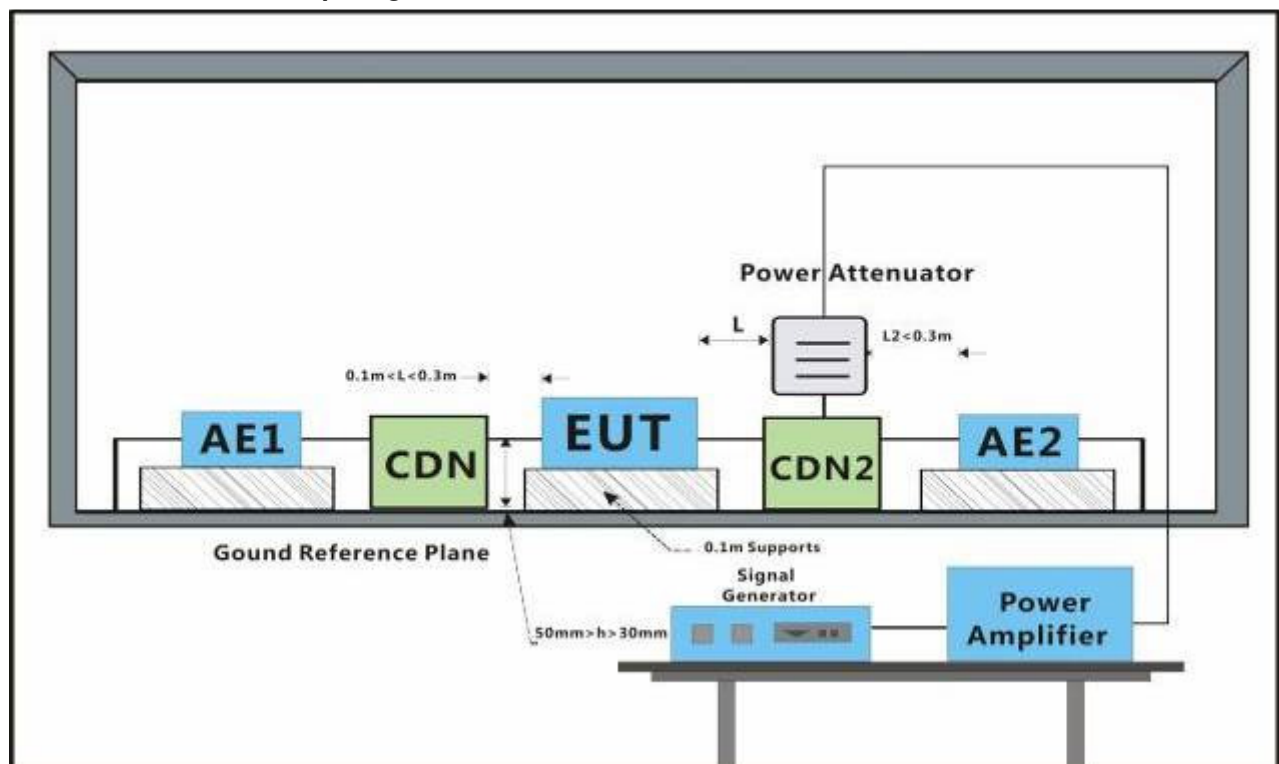 Power Attenuator
L
L2<0.3m
0.1m<L<0.3m
AE1
CDN
EUT
CDN2
AE2
Gound Reference Plane
0.1m Supports
Signal
Generator
Power
Amplifier
50mm>h>30mm